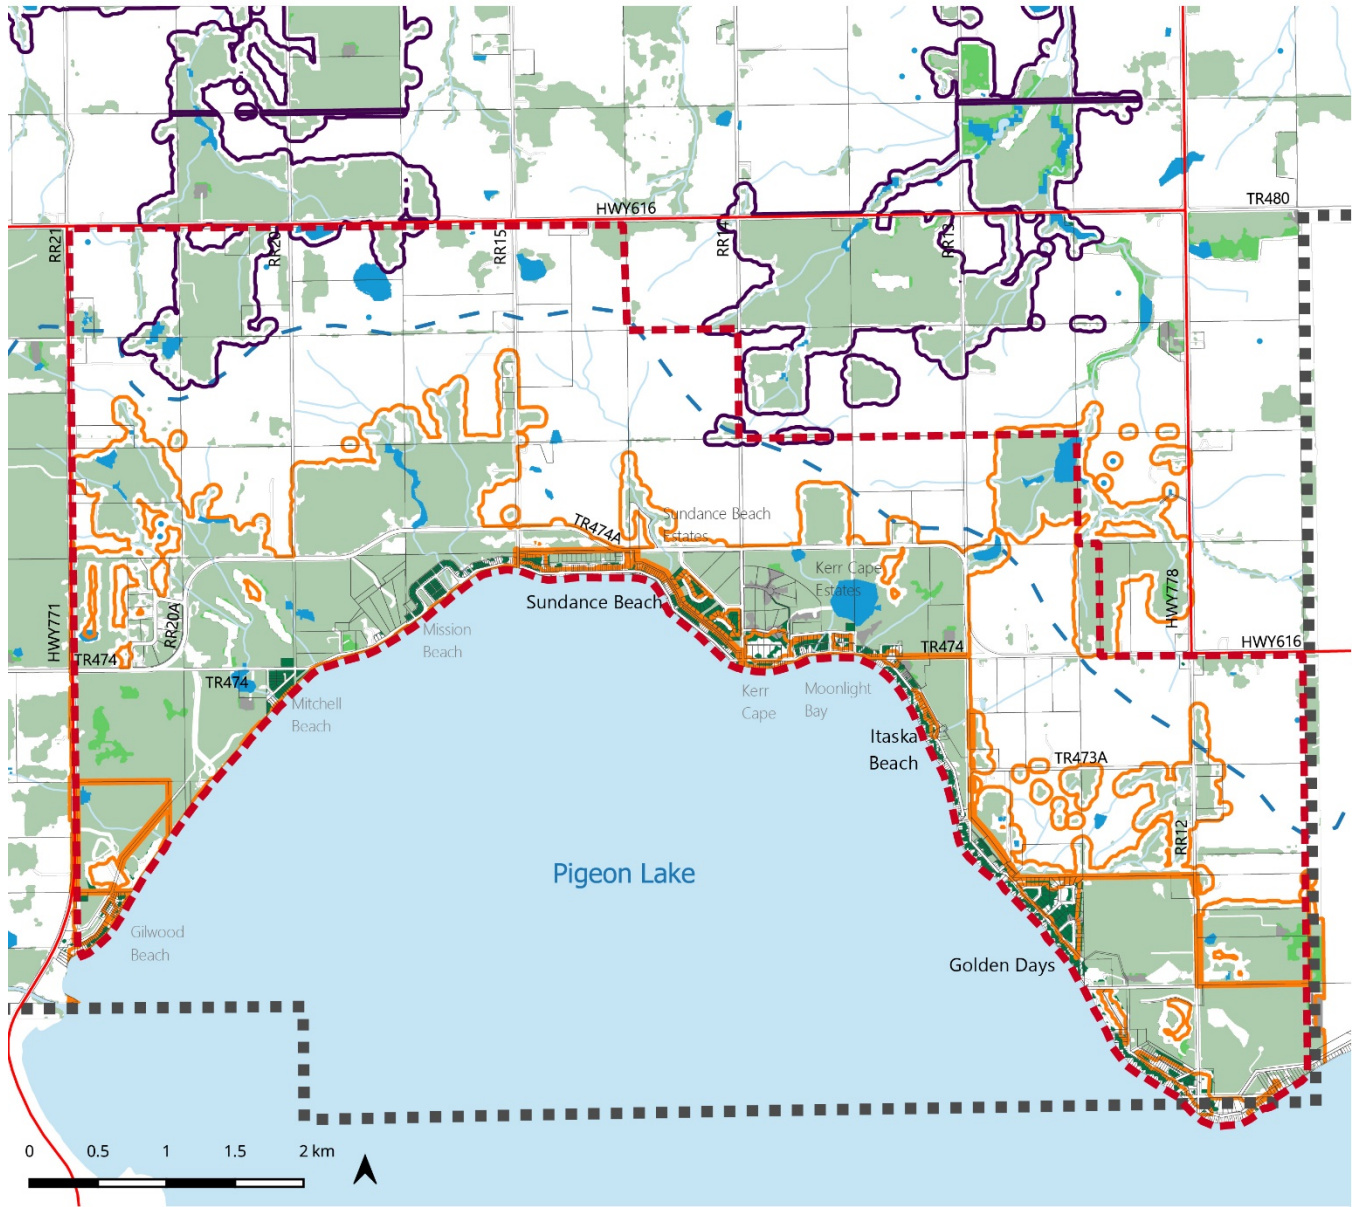 HWY616
TR480
RR21
RR20
RR15
RR14
RR13
TR474A
Sundance Beach
Estates
Kerr Cape
Estates
Sundance Beach
HWY771
RR20A
TR474
TR474
Mission
Beach
Mitchell
Beach
Kerr
Cape
Moonlight
Bay
TR474
HWY778
HWY616
Itaska
Beach
TR473A
RR12
Pigeon Lake
Gilwood
Beach
Golden Days
0 0.5 1 1.5 2 km